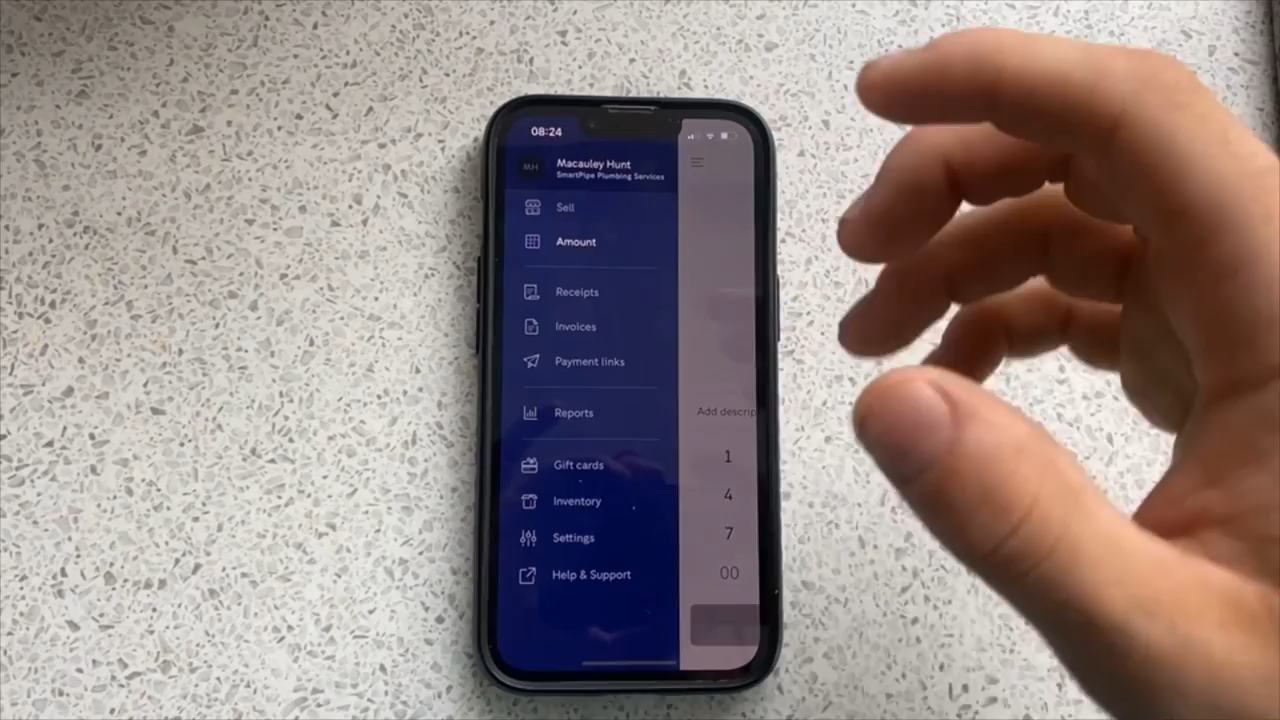 08:24
MH
Macauley Hunt
SmartPipe Plumbing Services
Sell
Amount
Receipts
Invoices
Payment links
Reports
Gift cards
Inventory
Settings
Help & Support
Add descrip
1
4
7
00